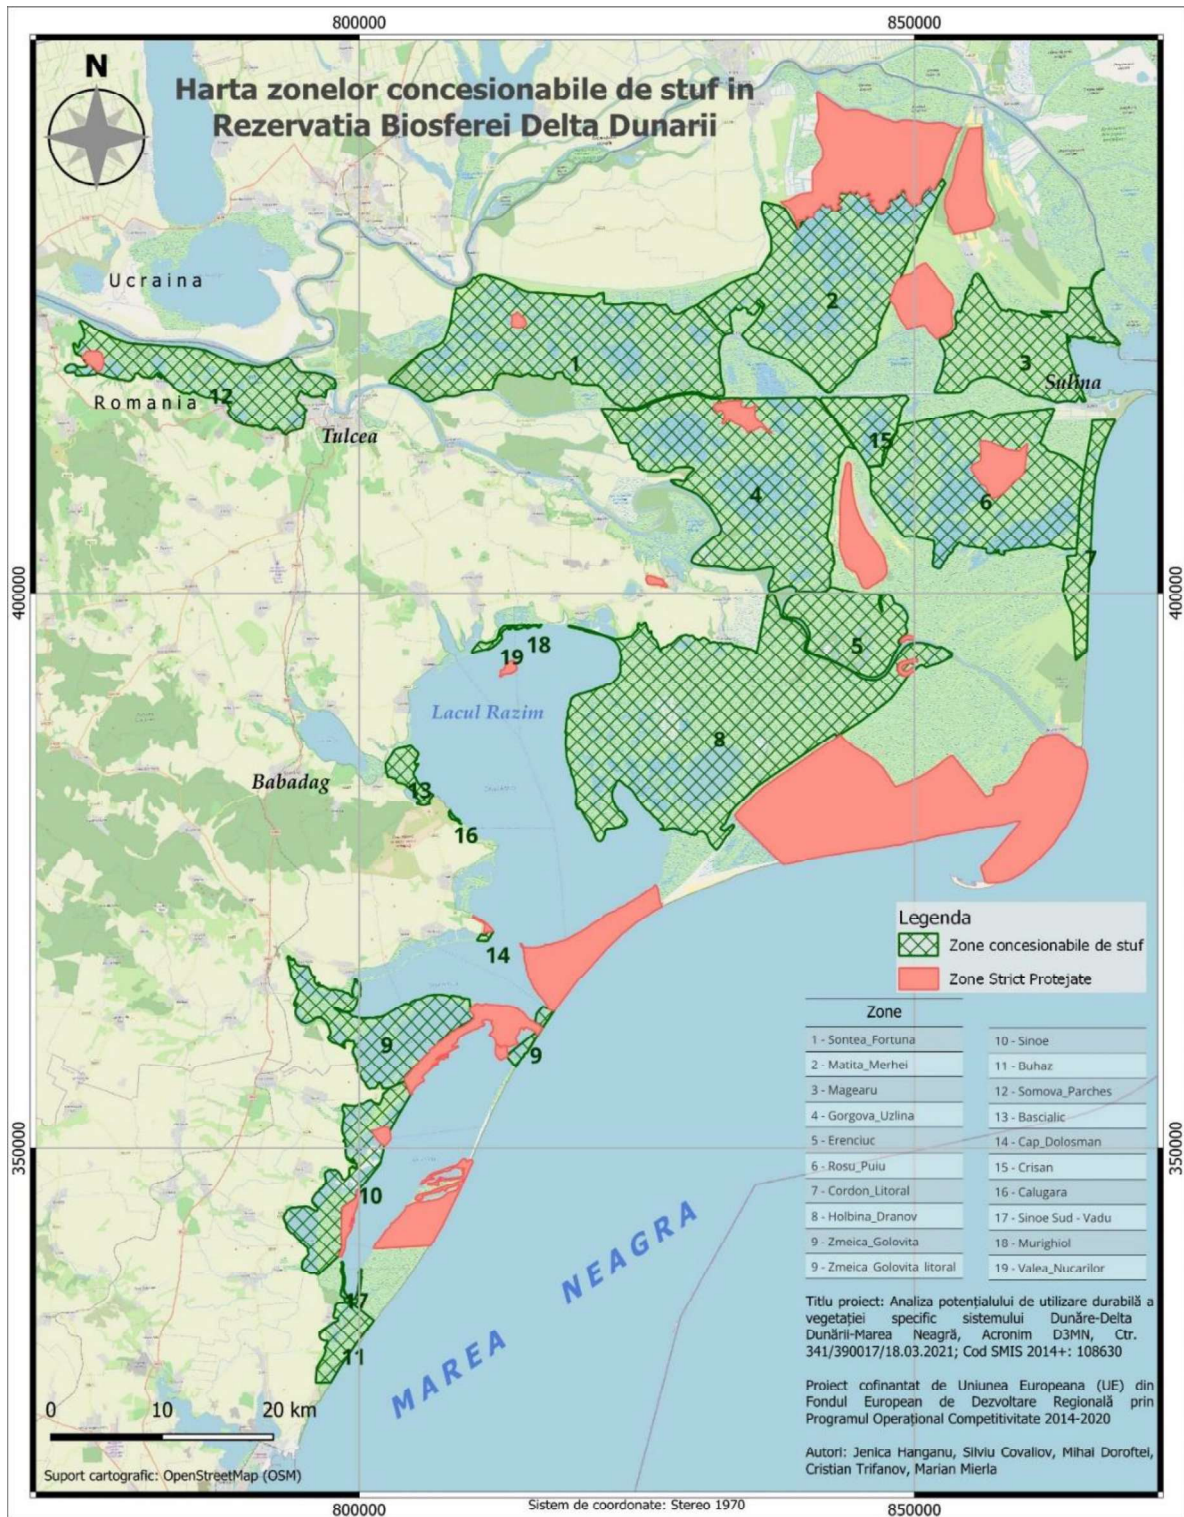 800000
850000
N
Harta zonelor concesionabile de stuf in
Rezervatia Biosferei Delta Dunarii
Ucraina
2
1
3
Sulina
12
Romania
Tulcea
15
4
6
7
400000
400000
18
19
5
Lacul Razim
8
Babadag
13
16
14
Legenda
Zone concesionabile de stuf
Zone Strict Protejate
9
9
Zone
1 - Sontea_Fortuna
2 - Matita_Merhei
3 - Magearu
4 - Gorgova_Uzlina
5 - Erenciuc
6 - Rosu_Puiu
7 - Cordon_Litoral
8 - Holbina_Dranov
9 - Zmeica_Golovita
9 - Zmeica Golovita litoral
10 - Sinoe
11 - Buhaz
12 - Somova_Parches
13 - Bascialic
14 - Cap_Dolosman
15 - Crisan
16 - Calugara
17 - Sinoe Sud - Vadu
18 - Murighiol
19 - Valea_Nucarilor
350000
350000
10
17
11
MAREA NEAGRA
Titlu proiect: Analiza potențialului de utilizare durabilă a
vegetației specific sistemului Dunăre-Delta
Dunării-Marea Neagră, Acronim D3MN, Ctr.
341/390017/18.03.2021; Cod SMIS 2014+: 108630
Proiect cofinantat de Uniunea Europeana (UE) din
Fondul European de Dezvoltare Regională prin
Programul Operațional Competitivitate 2014-2020
Autori: Jenica Hanganu, Silviu Covaliov, Mihai Doroftei,
Cristian Trifanov, Marian Mierla
0 10 20 km
Suport cartografic: OpenStreetMap (OSM)
800000
Sistem de coordonate: Stereo 1970
850000